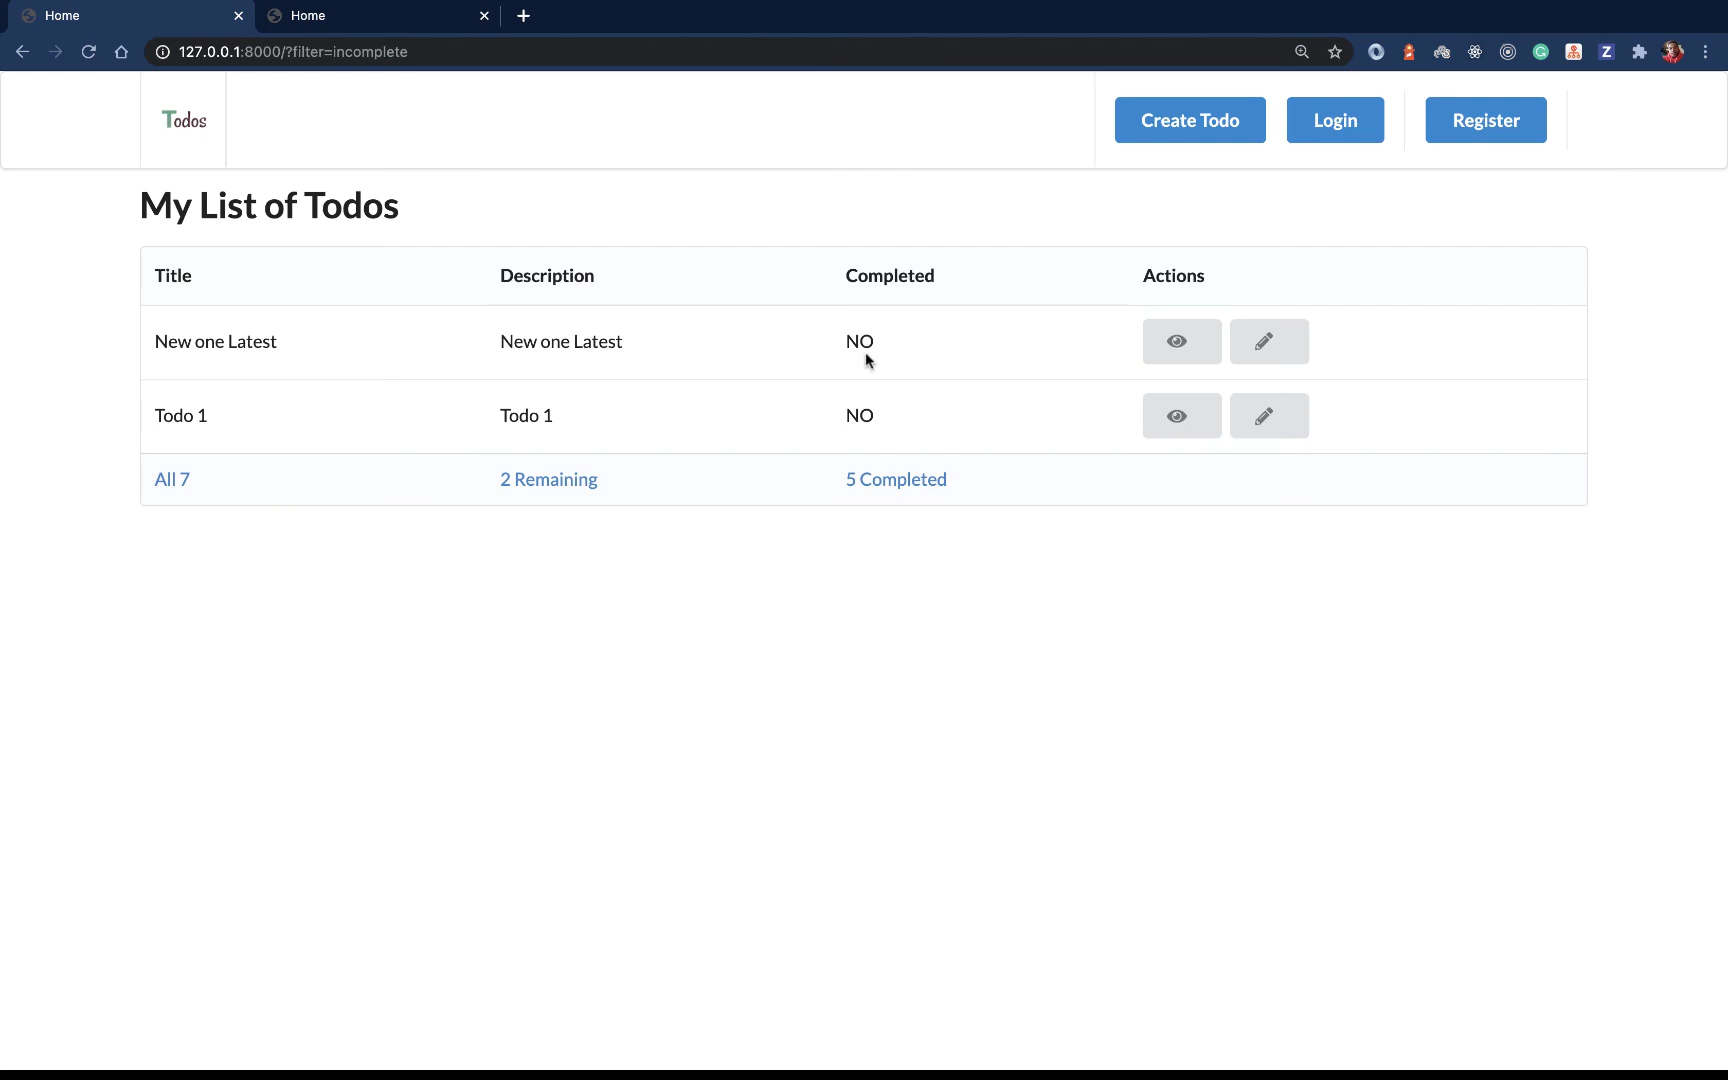 Home
Home
127.0.0.1:8000/?filter=incomplete
Todos
Create Todo
Login
Register
My List of Todos
Title Description Completed Actions
New one Latest New one Latest NO
Todo 1 Todo 1 NO
All 7 2 Remaining 5 Completed